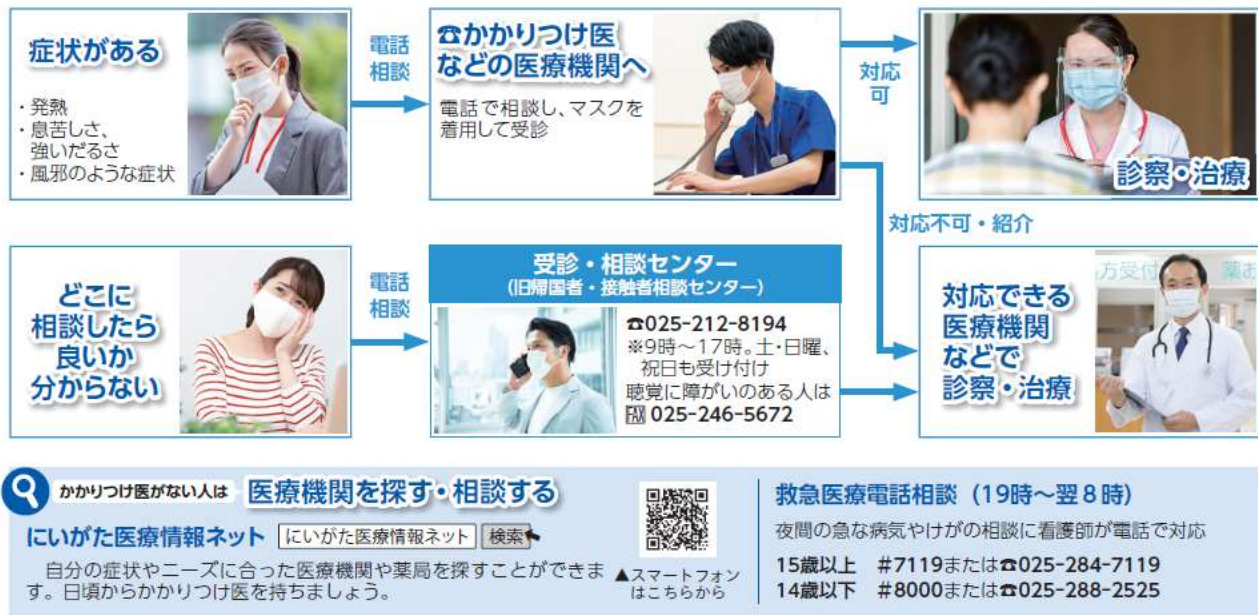 症状がある
・発熱
・息苦しさ、
強いだるさ
・風邪のような症状
電話
相談
☎かかりつけ医
などの医療機関へ
電話で相談し、マスクを
着用して受診
対応
可
診察・治療
対応不可・紹介
どこに
相談したら
良いか
分からない
電話
相談
受診・相談センター
(旧帰国者・接触者相談センター)
☎025-212-8194
※9時～17時。土・日曜、
祝日も受け付け
聴覚に障がいのある人は
FAX 025-246-5672
方受付
薬お
対応できる
医療機関
などで
診察・治療
かかりつけ医がない人は 医療機関を探す・相談する
にいがた医療情報ネット にいがた医療情報ネット 検索
自分の症状やニーズに合った医療機関や薬局を探すことができま
す。日頃からかかりつけ医を持ちましょう。
▲スマートフォン
はこちらから
救急医療電話相談（19時～翌8時）
夜間の急な病気やけがの相談に看護師が電話で対応
15歳以上 #7119または☎025-284-7119
14歳以下 #8000または☎025-288-2525